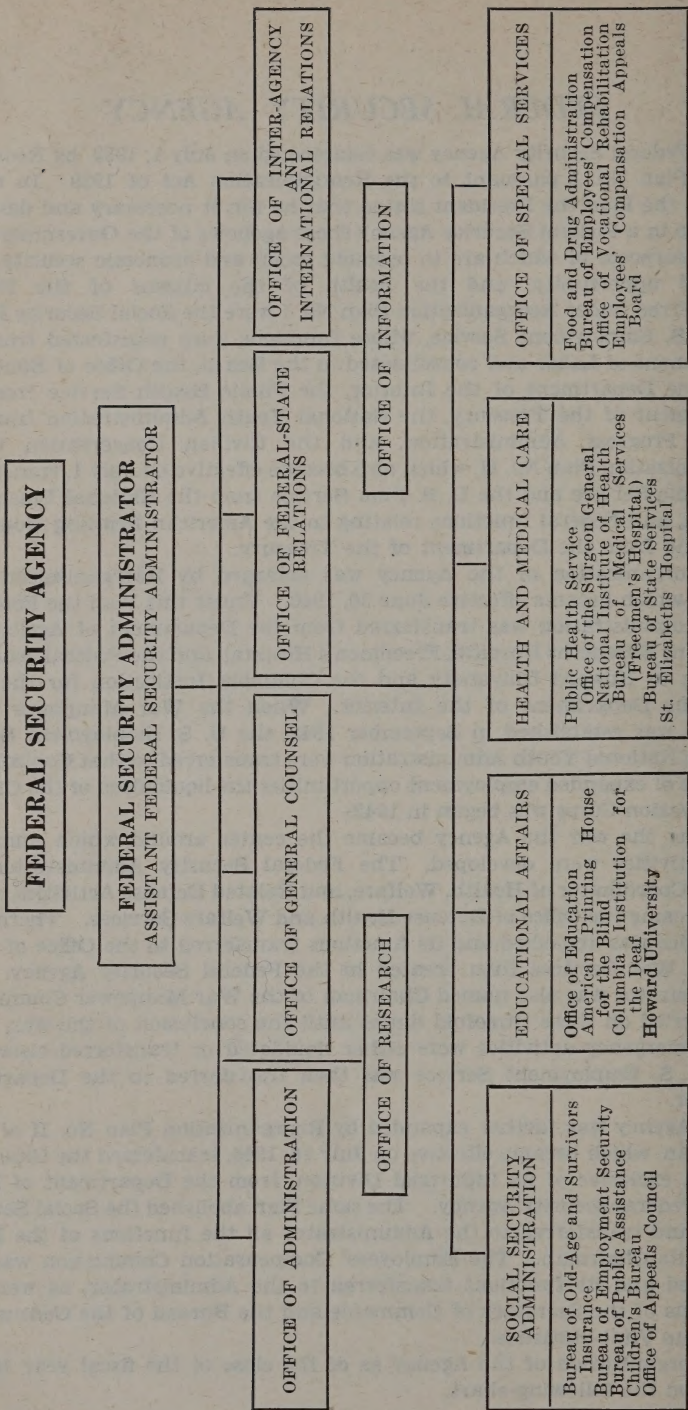 FEDERAL SECURITY AGENCY
FEDERAL SECURITY ADMINISTRATOR
ASSISTANT FEDERAL SECURITY ADMINISTRATOR
OFFICE OF ADMINISTRATION
OFFICE OF GENERAL COUNSEL
OFFICE OF FEDERAL-STATE
RELATIONS
OFFICE OF INTER-AGENCY
AND
INTERNATIONAL RELATIONS
OFFICE OF RESEARCH
OFFICE OF INFORMATION
SOCIAL SECURITY
ADMINISTRATION
Bureau of Old-Age and Survivors
Insurance
Bureau of Employment Security
Bureau of Public Assistance
Children's Bureau
Office of Appeals Council
EDUCATIONAL AFFAIRS
Office of Education
American Printing House
for the Blind
Columbia Institution for
the Deaf
Howard University
HEALTH AND MEDICAL CARE
Public Health Service
Office of the Surgeon General
National Institute of Health
Bureau of Medical Services
(Freedmen's Hospital)
Bureau of State Services
St. Elizabeths Hospital
OFFICE OF SPECIAL SERVICES
Food and Drug Administration
Bureau of Employees' Compensation
Office of Vocational Rehabilitation
Employees' Compensation Appeals
Board